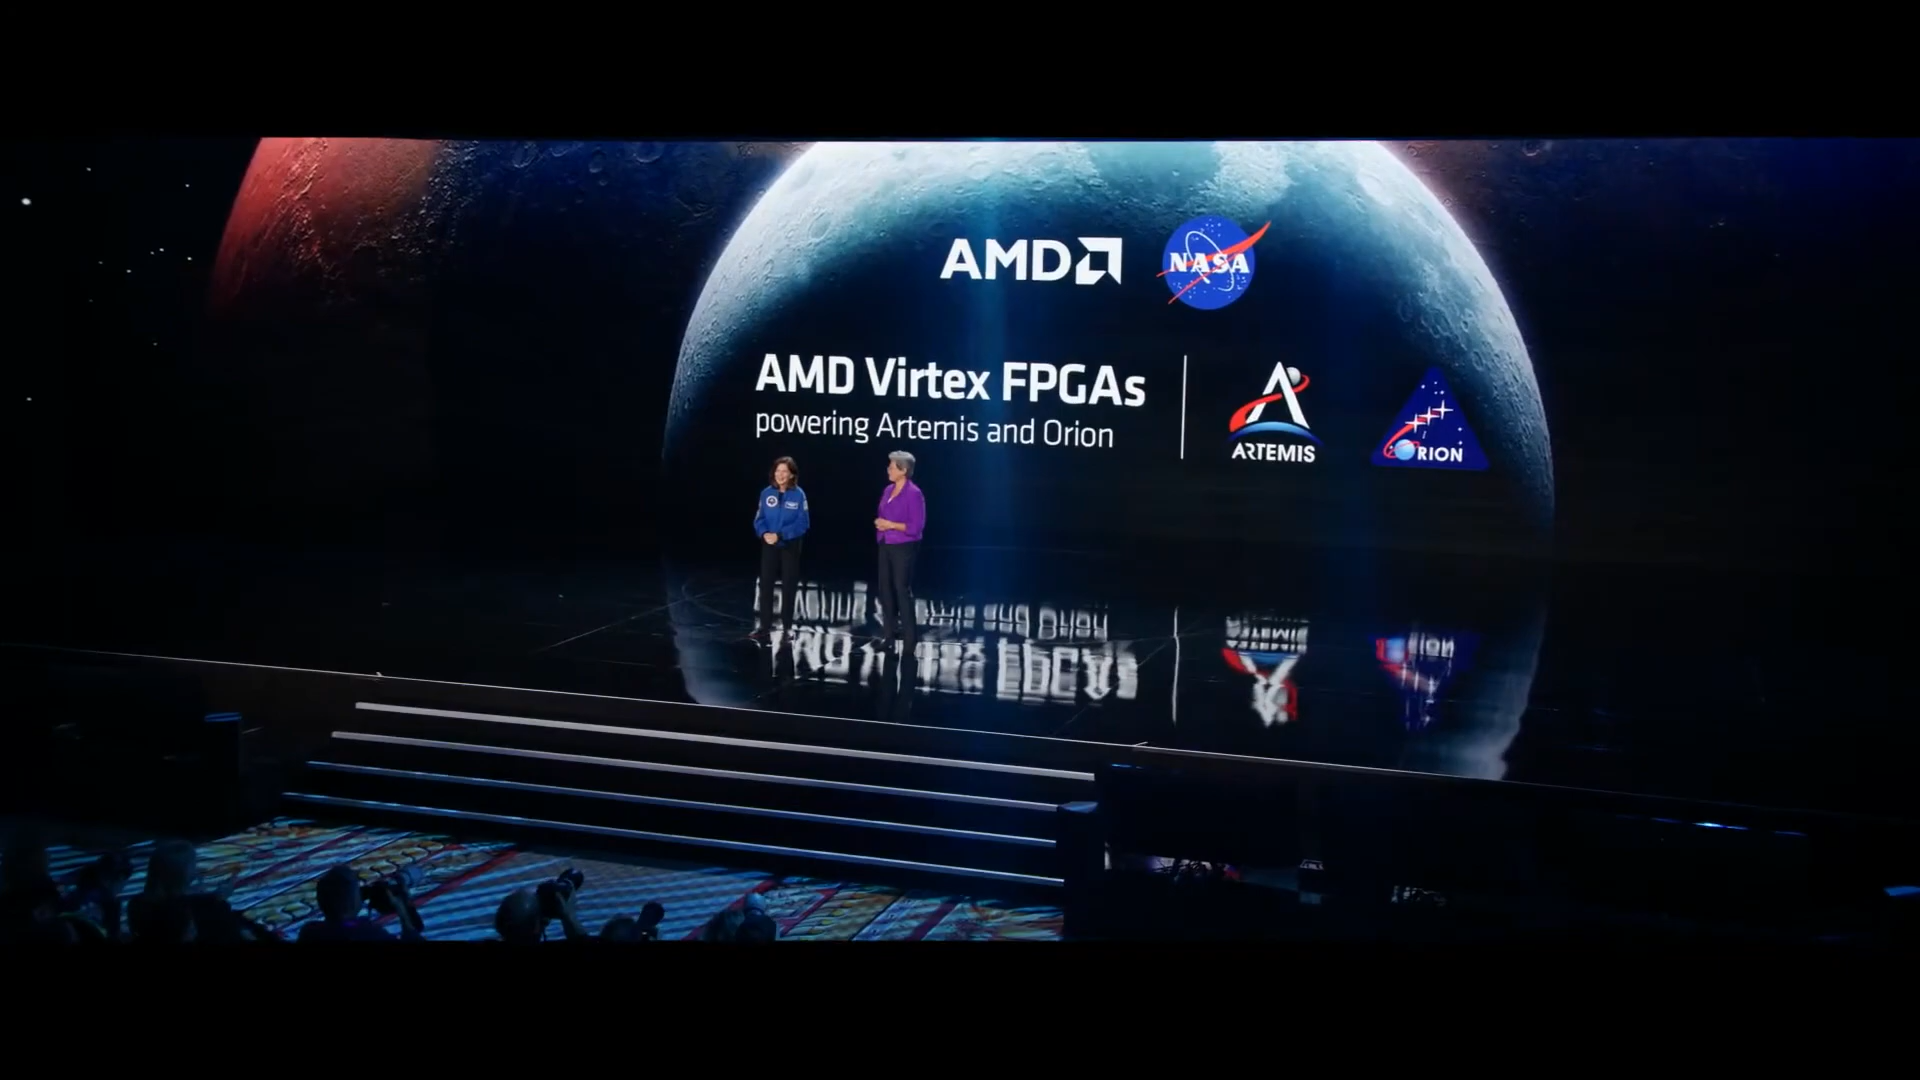 AMD
NASA
AMD Virtex FPGAs
powering Artemis and Orion
ARTEMIS
ORION